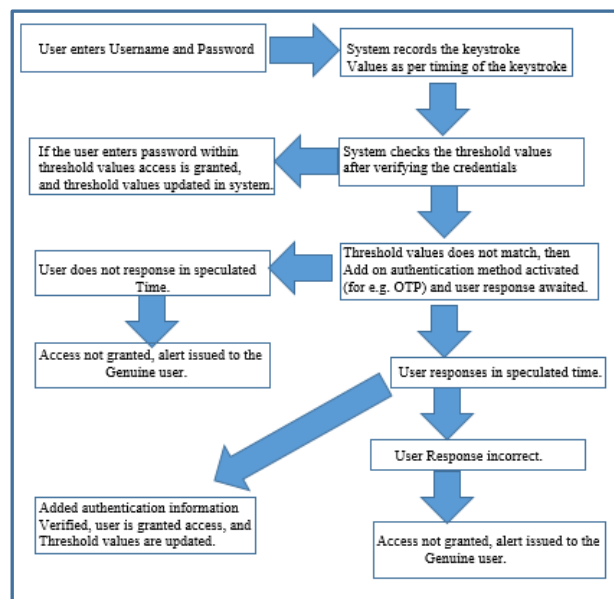 User enters Username and Password
System records the keystroke
Values as per timing of the keystroke
If the user enters password within
threshold values access is granted,
and threshold values updated in system.
System checks the threshold values
after verifying the credentials
User does not response in speculated
Time.
Threshold values does not match, then
Add on authentication method activated
(for e.g. OTP) and user response awaited.
Access not granted, alert issued to the
Genuine user.
User responses in speculated time.
User Response incorrect.
Added authentication information
Verified, user is granted access, and
Threshold values are updated.
Access not granted, alert issued to the
Genuine user.